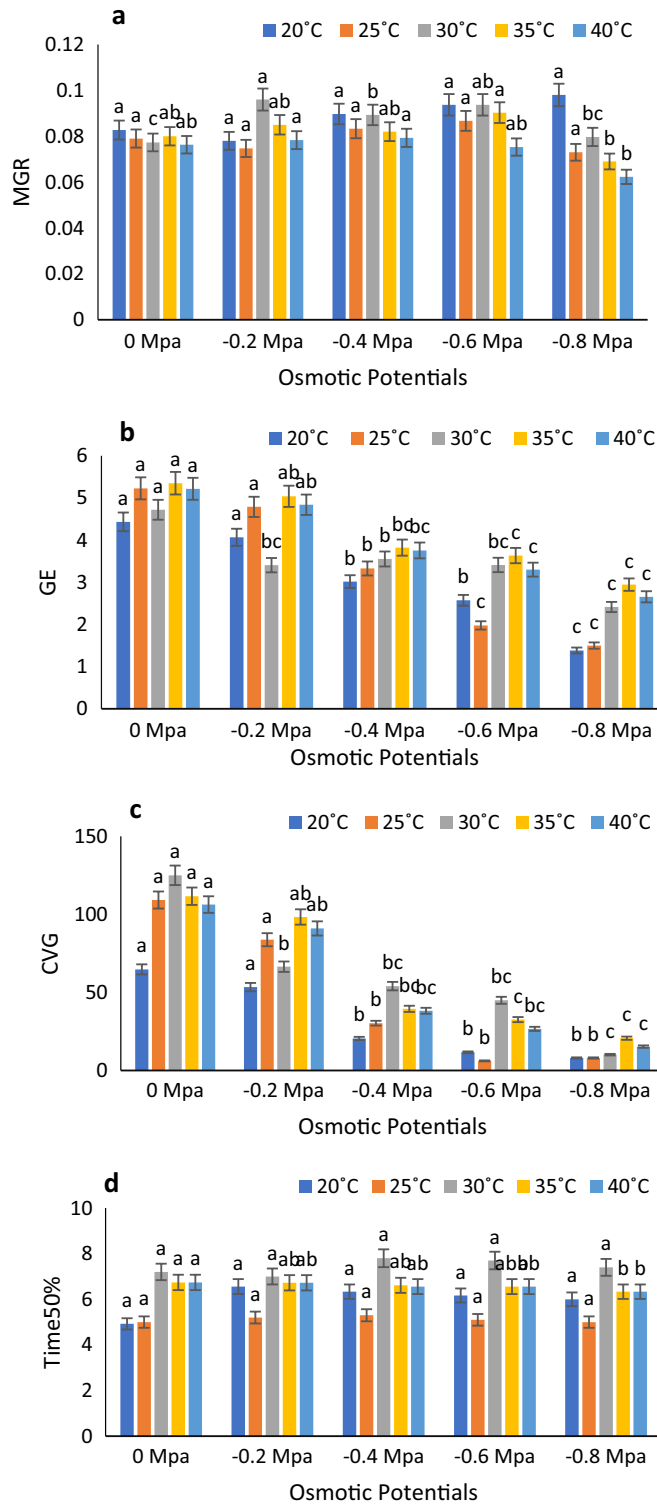 a
20˚C 25˚C 30˚C 35˚C 40˚C
MGR
0.12
0.1
0.08
0.06
0.04
0.02
0
a a c ab ab
a a a ab a
a a b ab a
a a ab a ab
a a bc b b
0 Mpa -0.2 Mpa -0.4 Mpa -0.6 Mpa -0.8 Mpa
Osmotic Potentials
b
20˚C 25˚C 30˚C 35˚C 40˚C
GE
6
5
4
3
2
1
0
a a a a a
a a bc ab ab
b b b bc bc
b c bc c c
c c c c c
0 Mpa -0.2 Mpa -0.4 Mpa -0.6 Mpa -0.8 Mpa
Osmotic Potentials
c
20˚C 25˚C 30˚C 35˚C 40˚C
CVG
150
100
50
0
a a a a a
a a b ab ab
b b bc bc bc
b b bc c bc
b b c c c
0 Mpa -0.2 Mpa -0.4 Mpa -0.6 Mpa -0.8 Mpa
Osmotic Potentials
d
20˚C 25˚C 30˚C 35˚C 40˚C
Time50%
10
8
6
4
2
0
a a a a a
a a a ab ab
a a a ab ab
a a a abb ab
a a a b b
0 Mpa -0.2 Mpa -0.4 Mpa -0.6 Mpa -0.8 Mpa
Osmotic Potentials